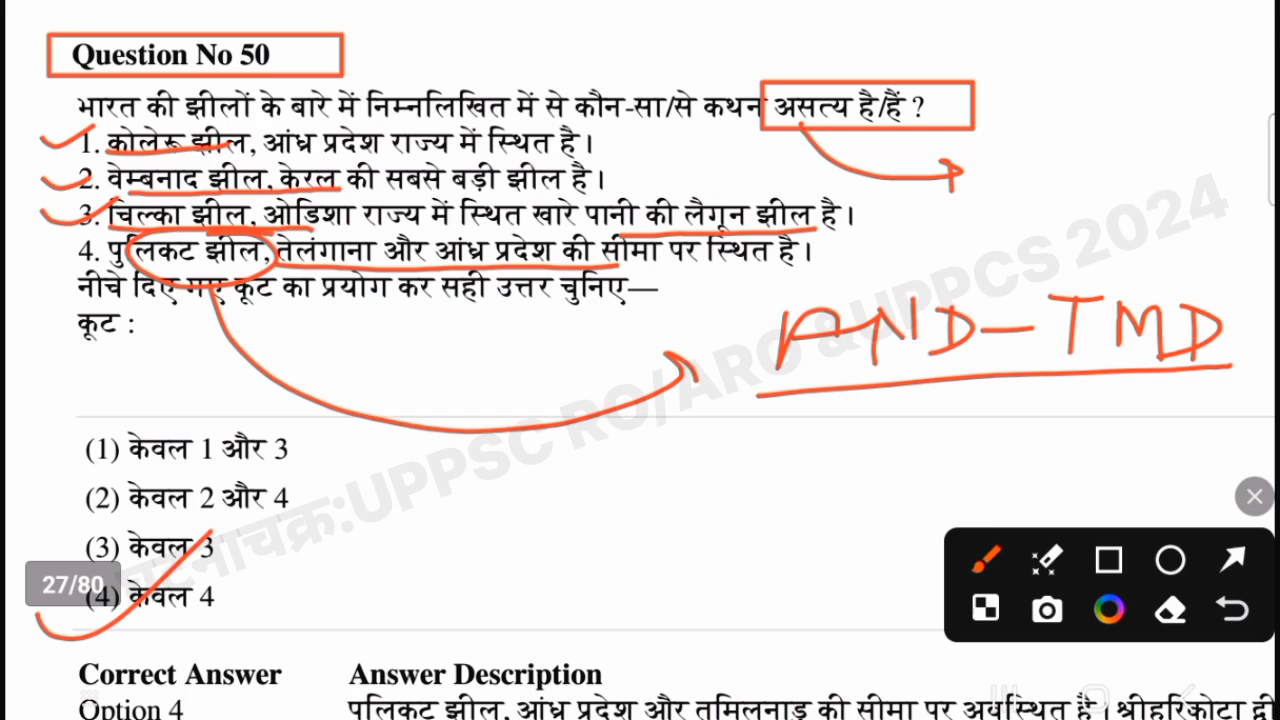 Question No 50
भारत की झीलों के बारे में निम्नलिखित में से कौन-सा/से कथन असत्य है/हैं ?
1. कोलेरू झील, आंध्र प्रदेश राज्य में स्थित है।
2. वेम्बनाद झील, केरल की सबसे बड़ी झील है।
3. चिल्का झील, ओडिशा राज्य में स्थित खारे पानी की लैगून झील है।
4. पुलिकट झील, तेलंगाना और आंध्र प्रदेश की सीमा पर स्थित है।
नीचे दिए गए कूट का प्रयोग कर सही उत्तर चुनिए—
कूट :
AND-TMD
(1) केवल 1 और 3
(2) केवल 2 और 4
(3) केवल 3
(4) केवल 4
27/80
घटनाचक्र:UPPSC RO/ARO &UPPCS 2024
Correct Answer
Answer Description
Option 4
पुलिकट झील, आंध्र प्रदेश और तमिलनाडु की सीमा पर अवस्थित है। श्रीहरिकोटा